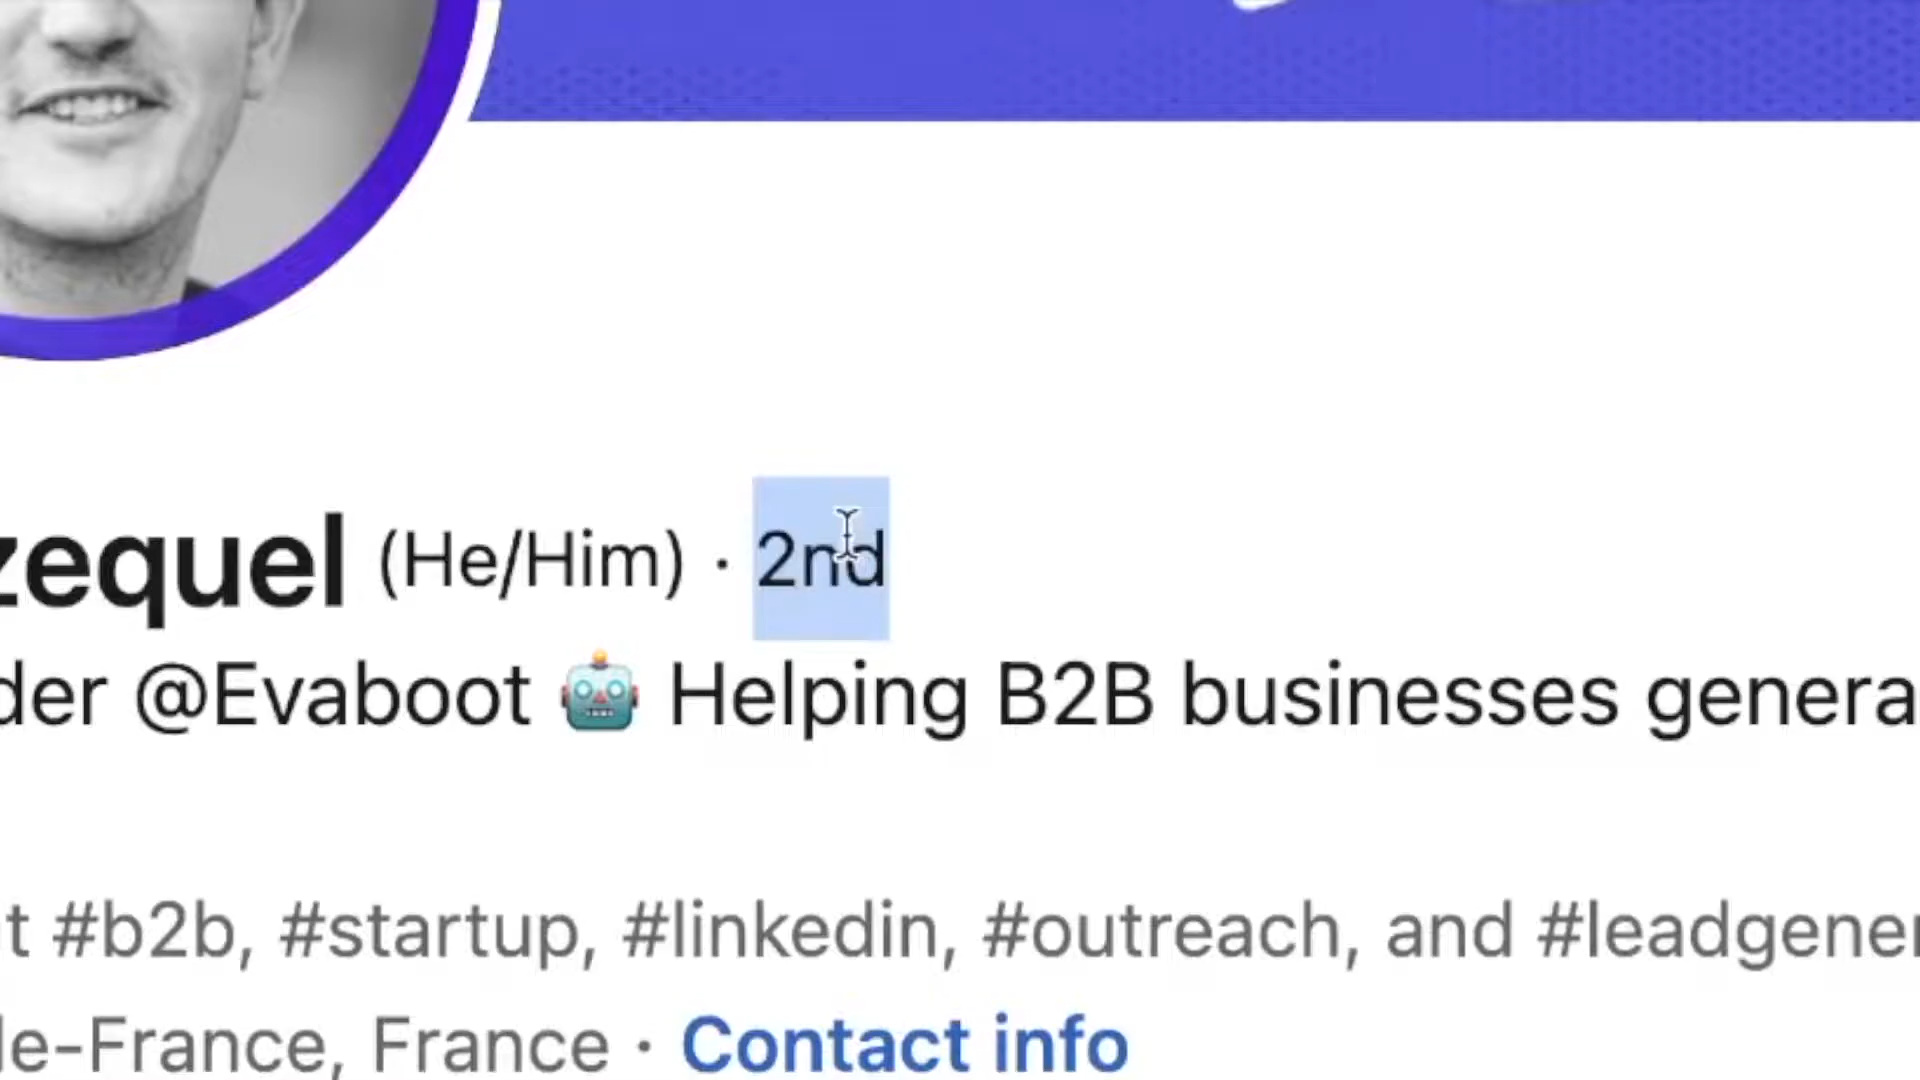 zequel (He/Him) · 2nd
der @Evaboot 🤖 Helping B2B businesses genera
t #b2b, #startup, #linkedin, #outreach, and #leadgener
le-France, France · Contact info